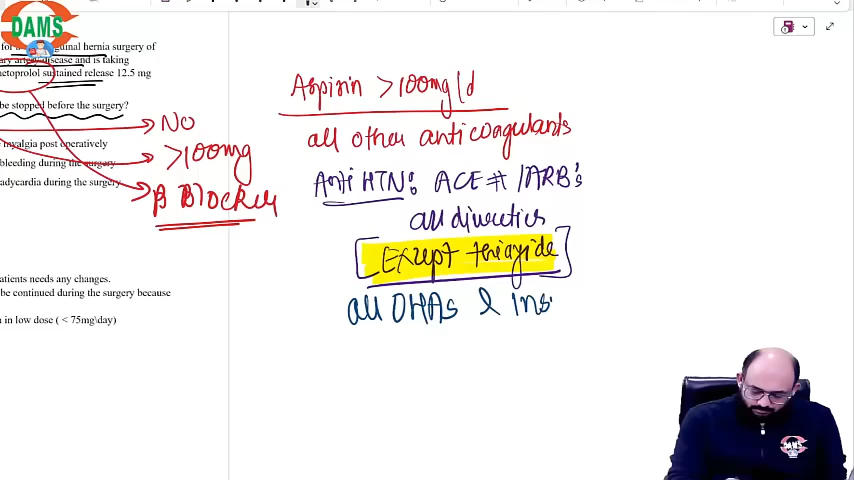 DAMS
for a inguinal hernia surgery of
ary artery disease and is taking
etoprolol sustained release 12.5 mg
be stopped before the surgery?
myalgia post operatively
bleeding during the surgery
adycardia during the surgery
atients needs any changes.
be continued during the surgery because
n in low dose ( < 75mg\day)
No
>100mg
β Blocker
Aspirin >100mg/d
all other anticoagulants
Anti HTN: ACE # /ARB's
all diuretics
[Except thiazide]
all OHAs & Ins
DAMS